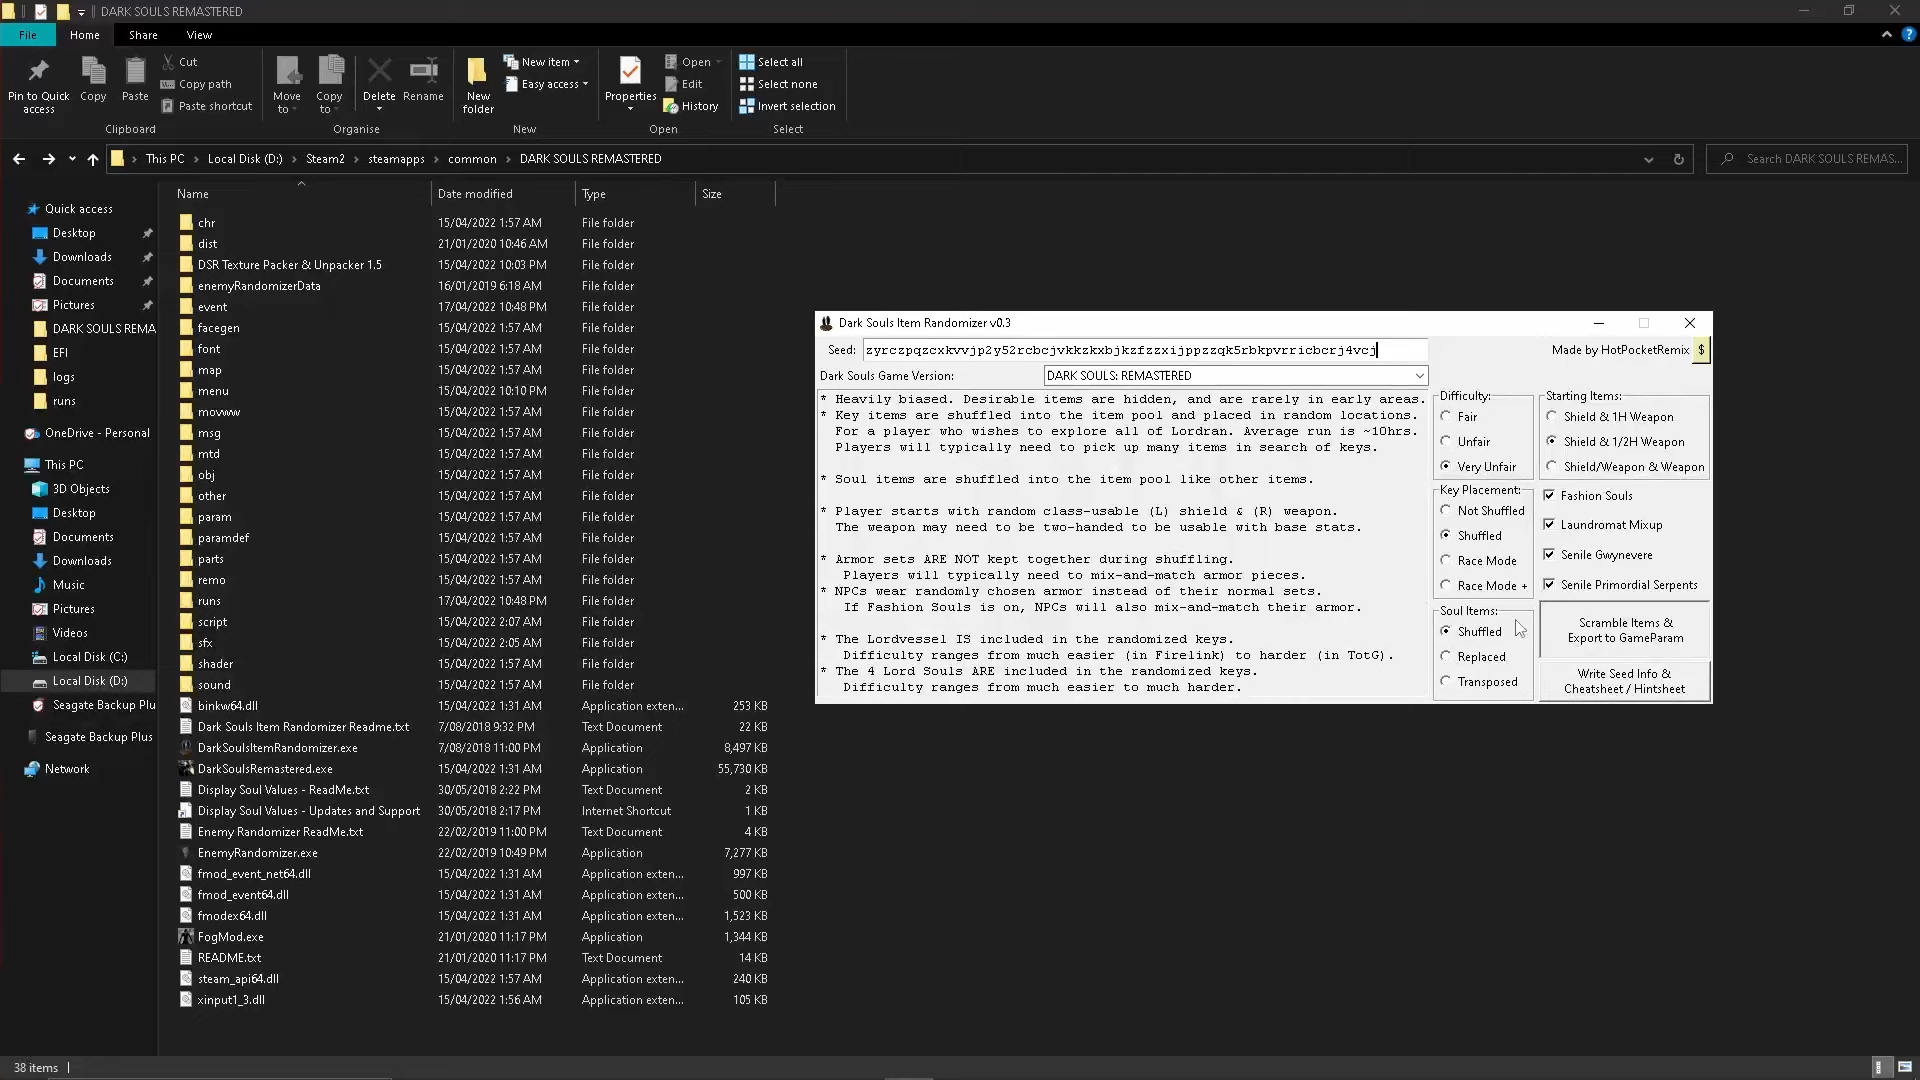 DARK SOULS REMASTERED
File Home Share View
Pin to Quick access
Copy
Paste
Cut
Copy path
Paste shortcut
Clipboard
Move to
Copy to
Delete
Rename
Organise
New folder
New item
Easy access
New
Properties
Open
Edit
History
Open
Select all
Select none
Invert selection
Select
This PC > Local Disk (D:) > Steam2 > steamapps > common > DARK SOULS REMASTERED
Search DARK SOULS REMAS...
Quick access
Desktop
Downloads
Documents
Pictures
DARK SOULS REMA
EFI
logs
runs
OneDrive - Personal
This PC
3D Objects
Desktop
Documents
Downloads
Music
Pictures
Videos
Local Disk (C:)
Local Disk (D:)
Seagate Backup Plu
Seagate Backup Plus
Network
Name Date modified Type Size
chr 15/04/2022 1:57 AM File folder
dist 21/01/2020 10:46 AM File folder
DSR Texture Packer & Unpacker 1.5 15/04/2022 10:03 PM File folder
enemyRandomizerData 16/01/2019 6:18 AM File folder
event 17/04/2022 10:48 PM File folder
facegen 15/04/2022 1:57 AM File folder
font 15/04/2022 1:57 AM File folder
map 15/04/2022 1:57 AM File folder
menu 15/04/2022 10:10 PM File folder
movww 15/04/2022 1:57 AM File folder
msg 15/04/2022 1:57 AM File folder
mtd 15/04/2022 1:57 AM File folder
obj 15/04/2022 1:57 AM File folder
other 15/04/2022 1:57 AM File folder
param 15/04/2022 1:57 AM File folder
paramdef 15/04/2022 1:57 AM File folder
parts 15/04/2022 1:57 AM File folder
remo 15/04/2022 1:57 AM File folder
runs 17/04/2022 10:48 PM File folder
script 15/04/2022 2:07 AM File folder
sfx 15/04/2022 2:05 AM File folder
shader 15/04/2022 1:57 AM File folder
sound 15/04/2022 1:57 AM File folder
binkw64.dll 15/04/2022 1:31 AM Application exten... 253 KB
Dark Souls Item Randomizer Readme.txt 7/08/2018 9:32 PM Text Document 22 KB
DarkSoulsItemRandomizer.exe 7/08/2018 11:00 PM Application 8,497 KB
DarkSoulsRemastered.exe 15/04/2022 1:31 AM Application 55,730 KB
Display Soul Values - ReadMe.txt 30/05/2018 2:22 PM Text Document 2 KB
Display Soul Values - Updates and Support 30/05/2018 2:17 PM Internet Shortcut 1 KB
Enemy Randomizer ReadMe.txt 22/02/2019 11:00 PM Text Document 4 KB
EnemyRandomizer.exe 22/02/2019 10:49 PM Application 7,277 KB
fmod_event_net64.dll 15/04/2022 1:31 AM Application exten... 997 KB
fmod_event64.dll 15/04/2022 1:31 AM Application exten... 500 KB
fmodex64.dll 15/04/2022 1:31 AM Application exten... 1,523 KB
FogMod.exe 21/01/2020 11:17 PM Application 1,344 KB
README.txt 21/01/2020 11:17 PM Text Document 14 KB
steam_api64.dll 15/04/2022 1:57 AM Application exten... 240 KB
xinput1_3.dll 15/04/2022 1:56 AM Application exten... 105 KB
38 items
Dark Souls Item Randomizer v0.3
Seed: zyrczpqzcxkvvjp2y52rcbcjvkkzkxbjkzfzzxijppzzqk5rbkpvrricbcrj4vcj
Made by HotPocketRemix $
Dark Souls Game Version: DARK SOULS: REMASTERED
* Heavily biased. Desirable items are hidden, and are rarely in early areas.
* Key items are shuffled into the item pool and placed in random locations.
For a player who wishes to explore all of Lordran. Average run is ~10hrs.
Players will typically need to pick up many items in search of keys.
* Soul items are shuffled into the item pool like other items.
* Player starts with random class-usable (L) shield & (R) weapon.
The weapon may need to be two-handed to be usable with base stats.
* Armor sets ARE NOT kept together during shuffling.
Players will typically need to mix-and-match armor pieces.
* NPCs wear randomly chosen armor instead of their normal sets.
If Fashion Souls is on, NPCs will also mix-and-match their armor.
* The Lordvessel IS included in the randomized keys.
Difficulty ranges from much easier (in Firelink) to harder (in TotG).
* The 4 Lord Souls ARE included in the randomized keys.
Difficulty ranges from much easier to much harder.
Difficulty:
Fair
Unfair
Very Unfair
Key Placement:
Not Shuffled
Shuffled
Race Mode
Race Mode +
Soul Items:
Shuffled
Replaced
Transposed
Starting Items:
Shield & 1H Weapon
Shield & 1/2H Weapon
Shield/Weapon & Weapon
Fashion Souls
Laundromat Mixup
Senile Gwynevere
Senile Primordial Serpents
Scramble Items &
Export to GameParam
Write Seed Info &
Cheatsheet / Hintsheet